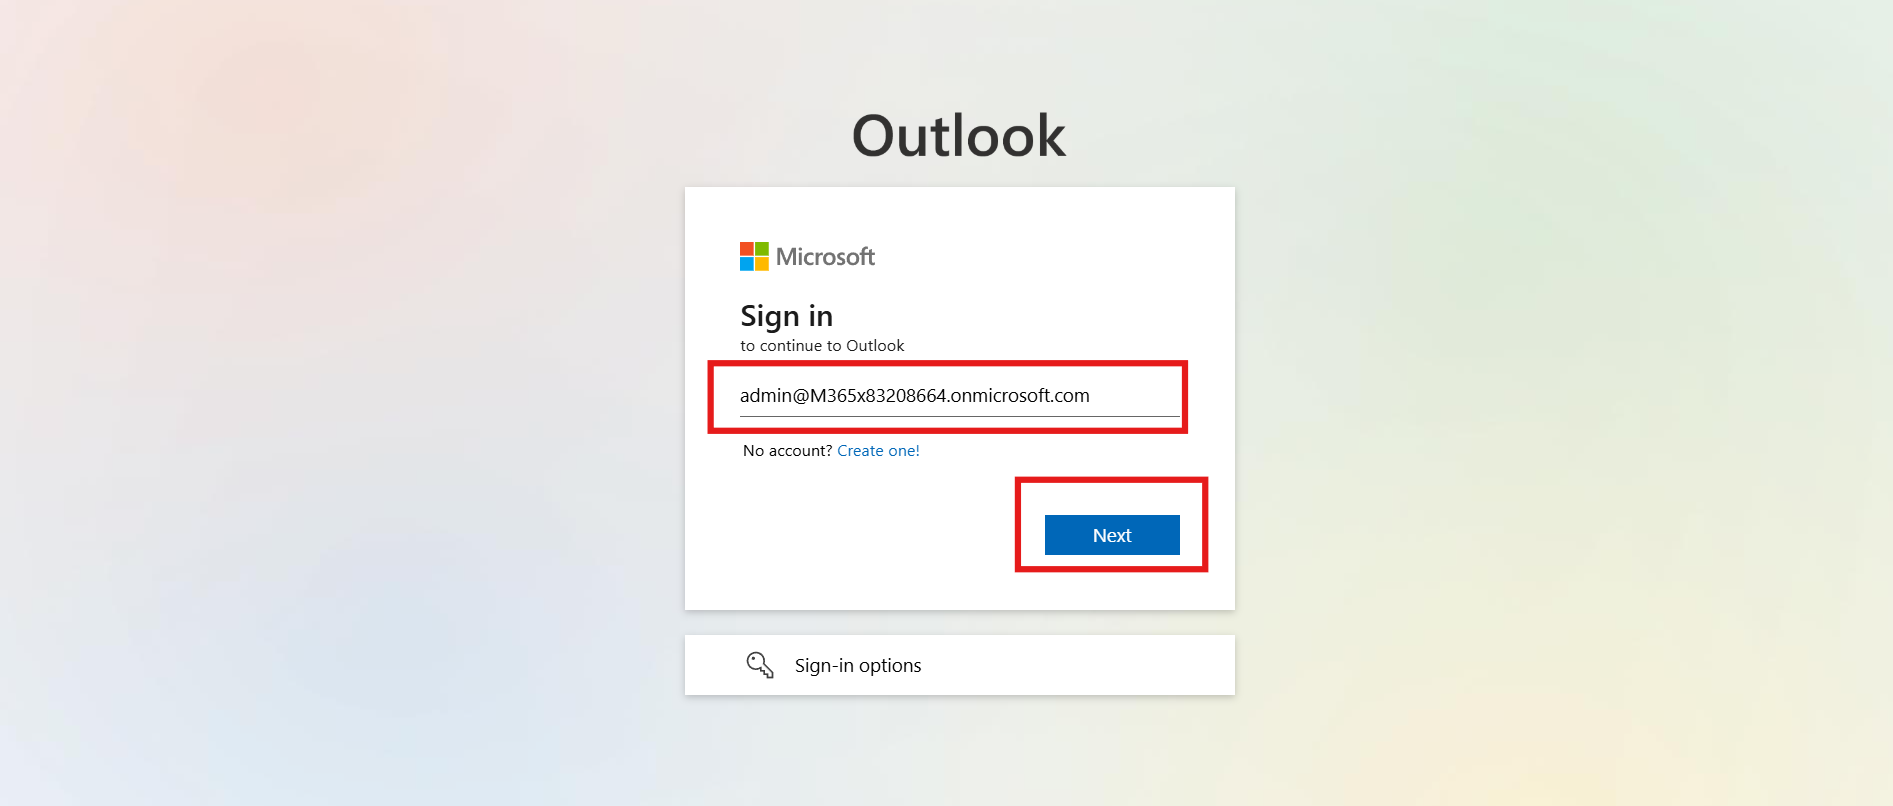 Outlook
Microsoft
Sign in
to continue to Outlook
admin@M365x83208664.onmicrosoft.com
No account? Create one!
Next
Sign-in options